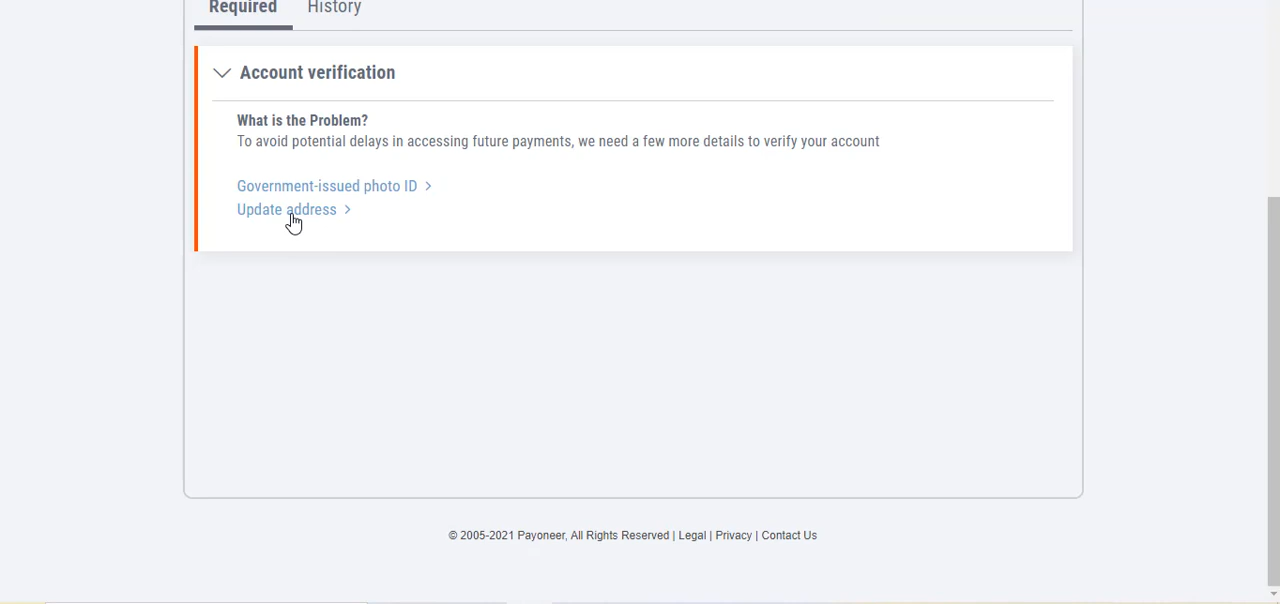 Required History
Account verification
What is the Problem?
To avoid potential delays in accessing future payments, we need a few more details to verify your account
Government-issued photo ID >
Update address >
© 2005-2021 Payoneer, All Rights Reserved | Legal | Privacy | Contact Us